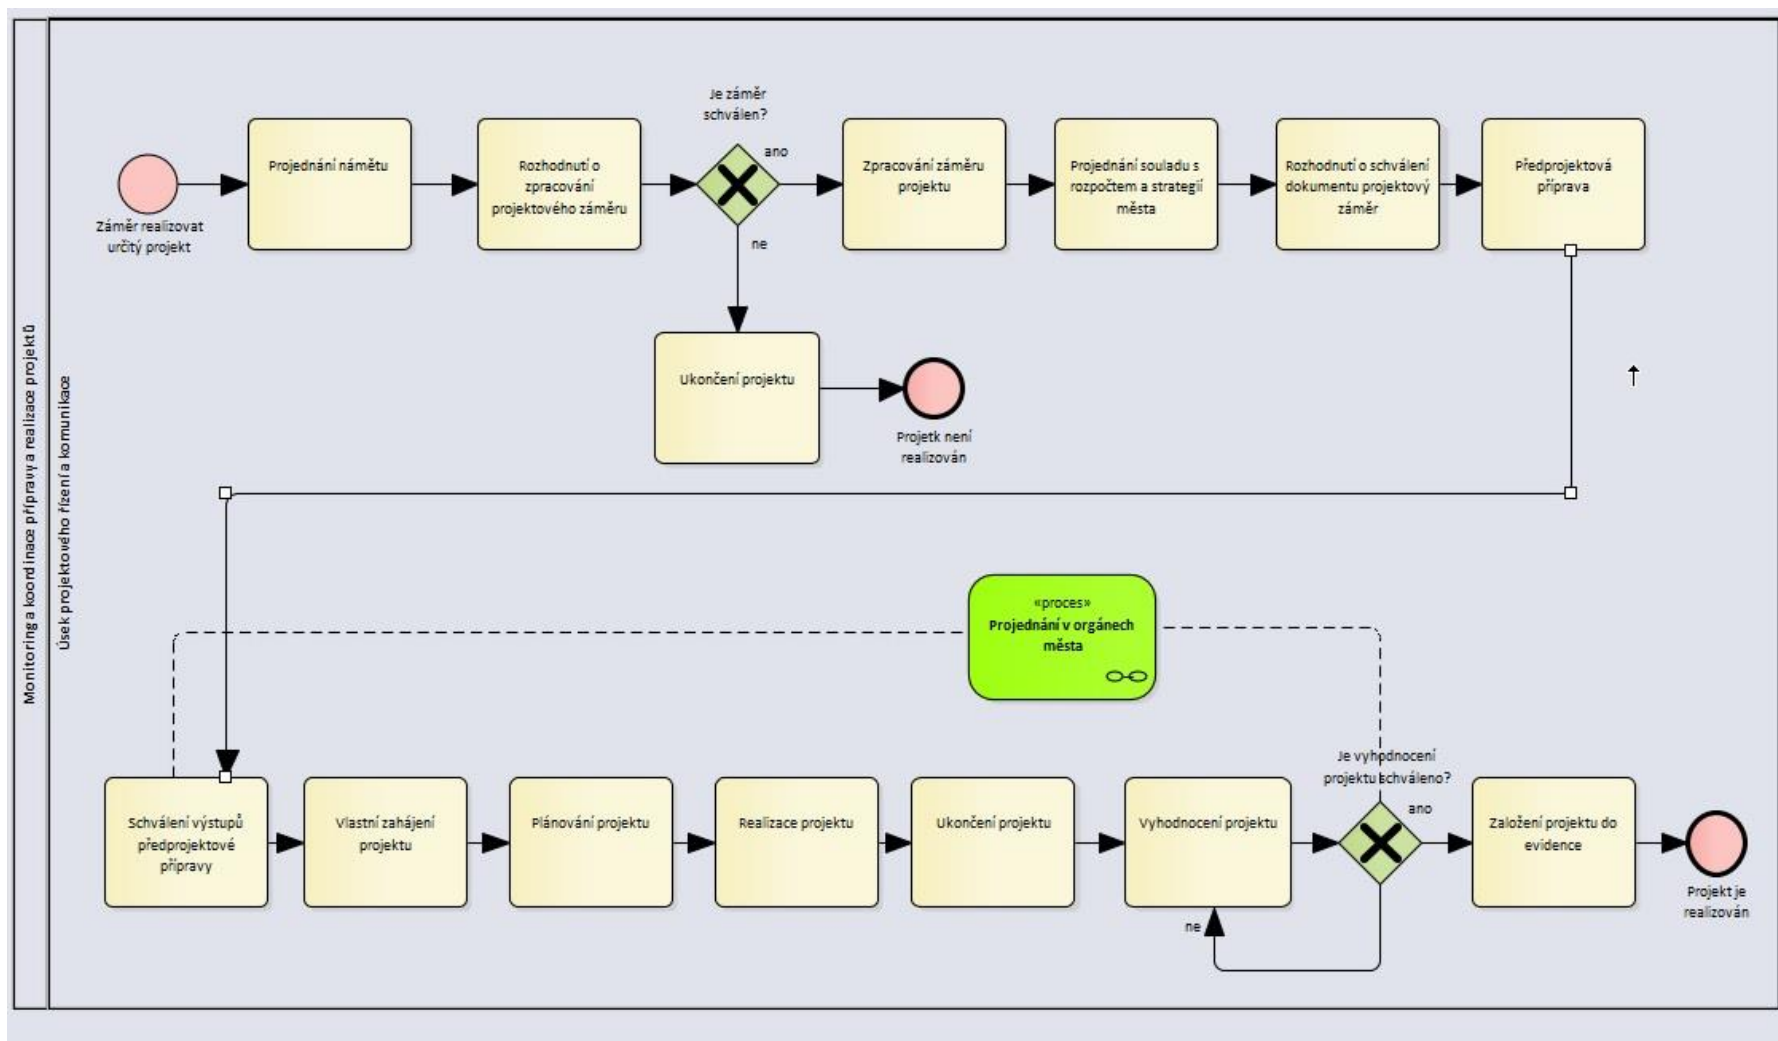 Monitoring a koordinace přípravy a realizace projektů
Úsek projektového řízení a komunikace
Záměr realizovat
určitý projekt
Projednání námětu
Rozhodnutí o
zpracování
projektového záměru
Je záměr
schválen?
ano
ne
Zpracování záměru
projektu
Projednání souladu s
rozpočtem a strategií
města
Rozhodnutí o schválení
dokumentu projektový
záměr
Předprojektová
příprava
Ukončení projektu
Projetk není
realizován
«proces»
Projednání v orgánech
města
Schválení výstupů
předprojektové
přípravy
Vlastní zahájení
projektu
Plánování projektu
Realizace projektu
Ukončení projektu
Vyhodnocení projektu
Je vyhodnocení
projektu schváleno?
ano
ne
Založení projektu do
evidence
Projekt je
realizován